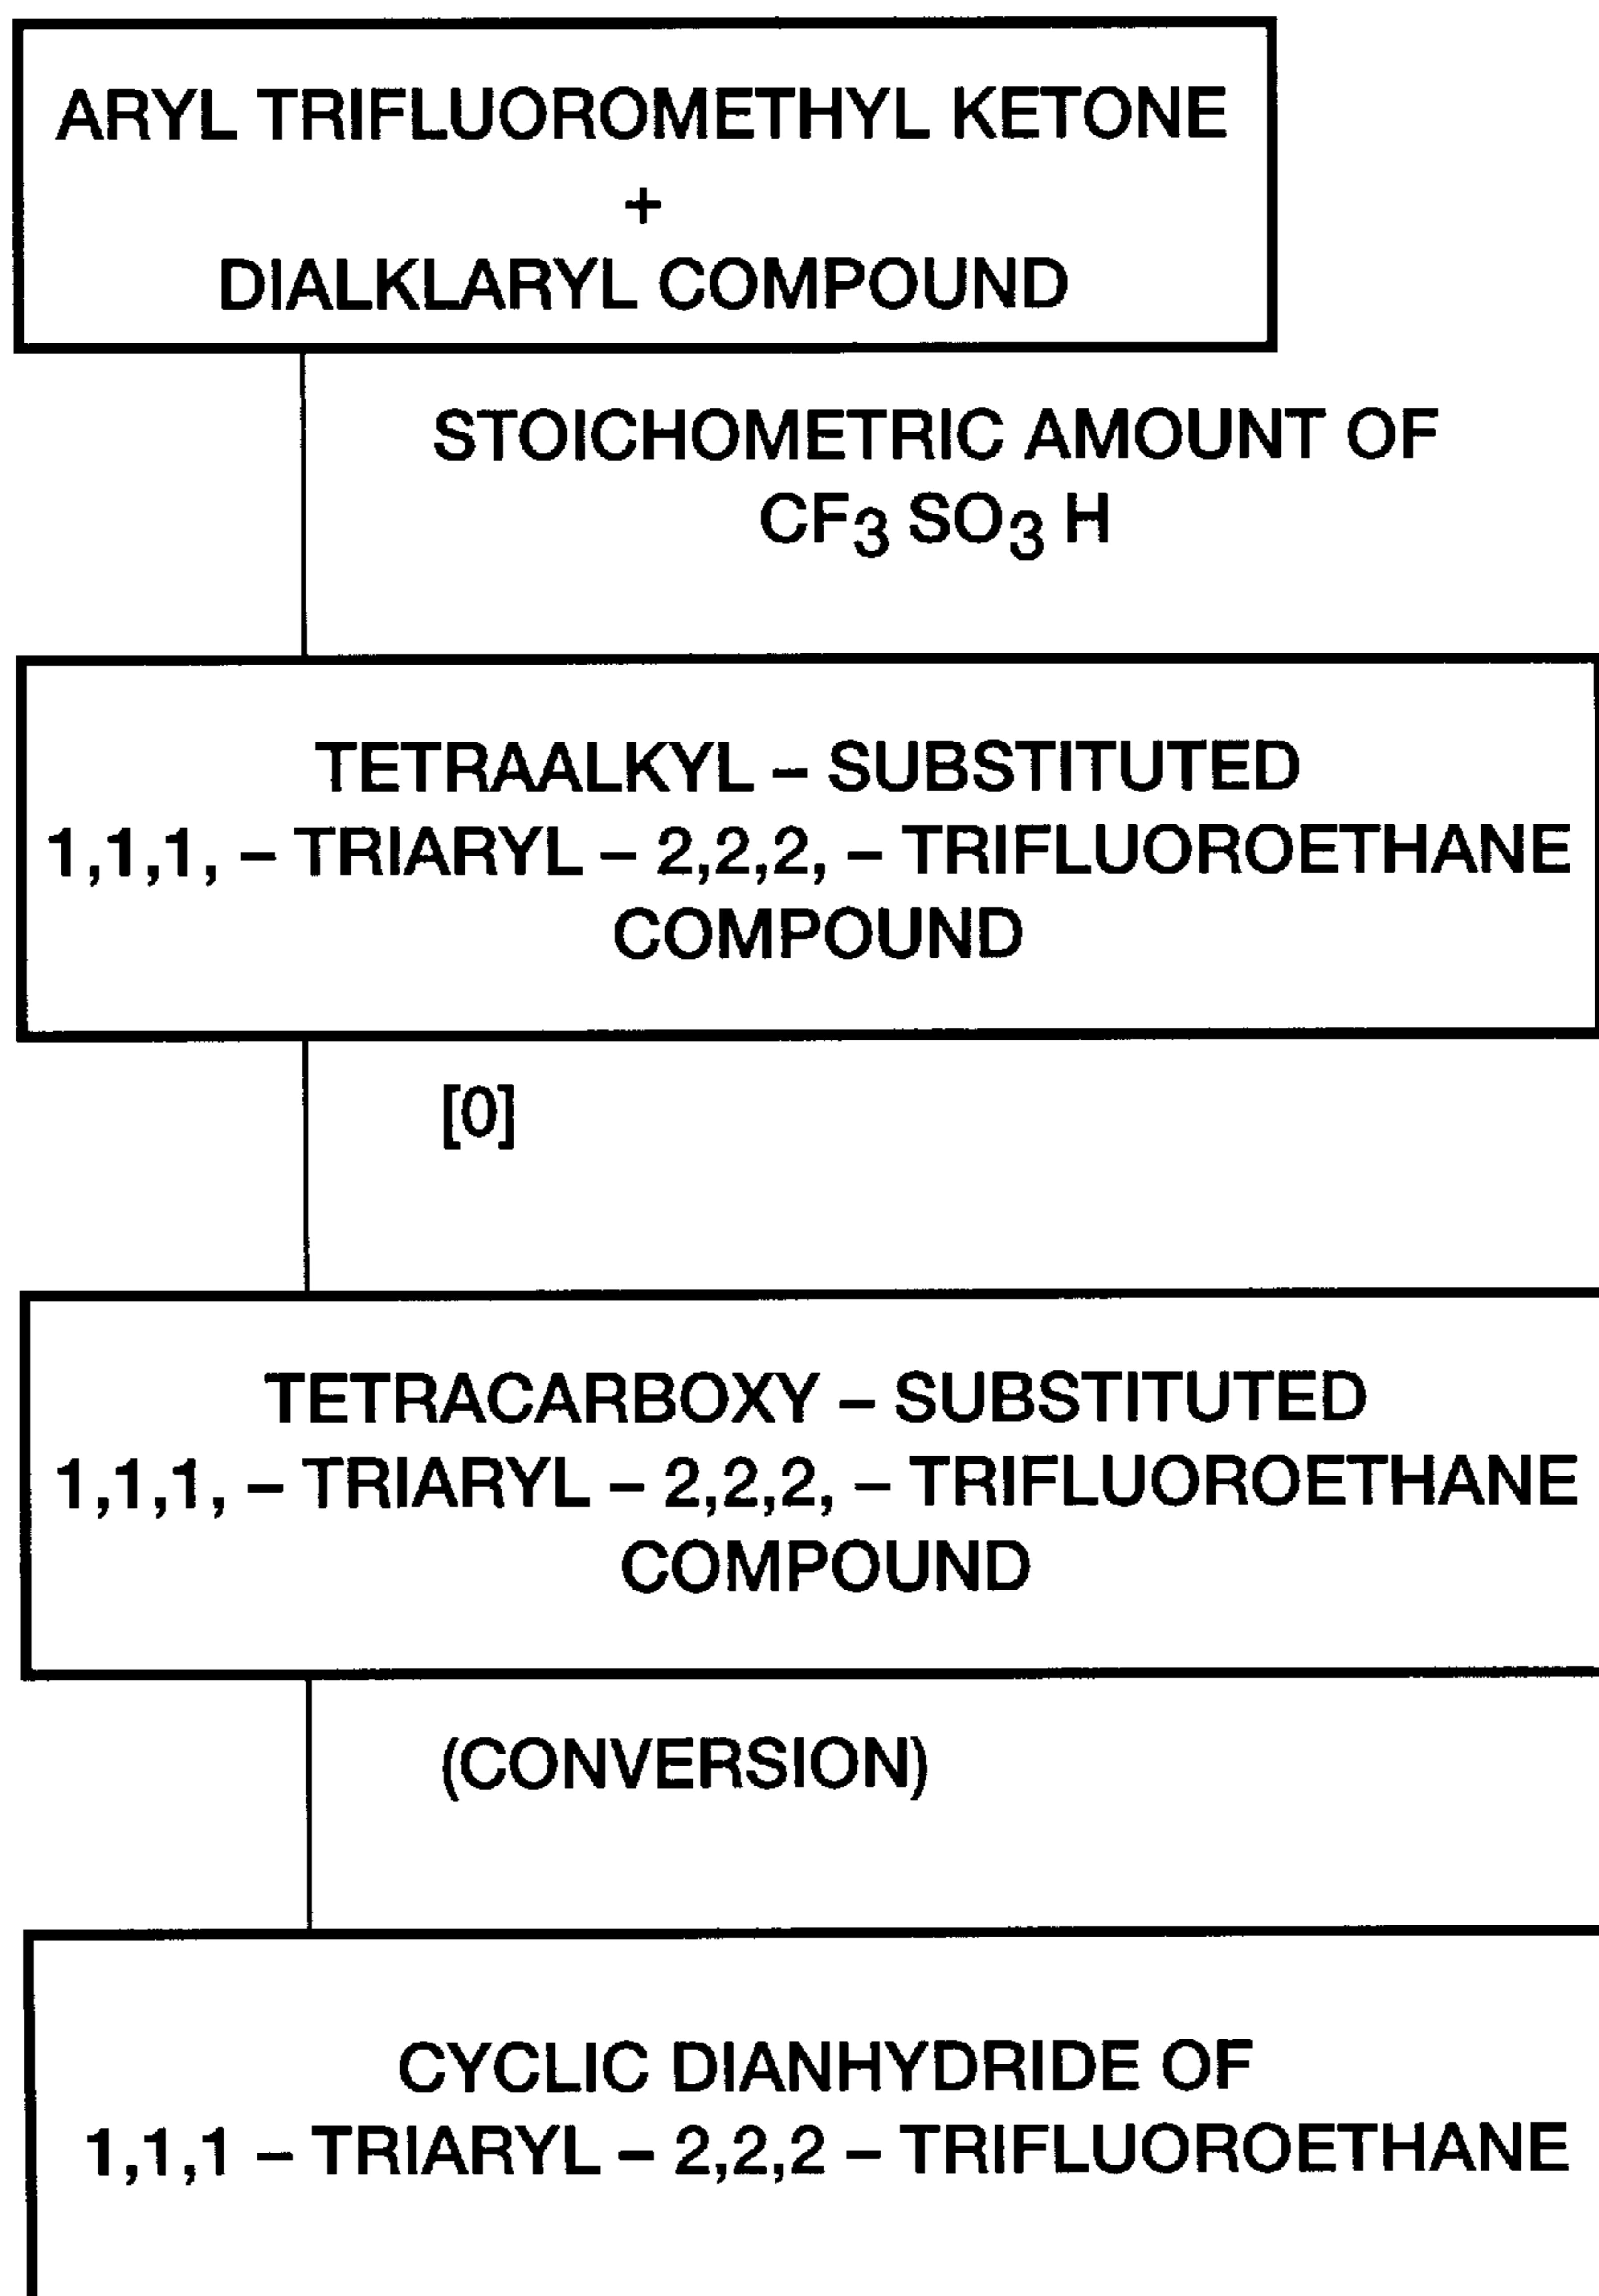 ARYL TRIFLUOROMETHYL KETONE
+
DIALKLARYL COMPOUND
STOICHOMETRIC AMOUNT OF
CF3 SO3 H
TETRAALKYL – SUBSTITUTED
1,1,1, – TRIARYL – 2,2,2, – TRIFLUOROETHANE
COMPOUND
[0]
TETRACARBOXY – SUBSTITUTED
1,1,1, – TRIARYL – 2,2,2, – TRIFLUOROETHANE
COMPOUND
(CONVERSION)
CYCLIC DIANHYDRIDE OF
1,1,1 – TRIARYL – 2,2,2 – TRIFLUOROETHANE